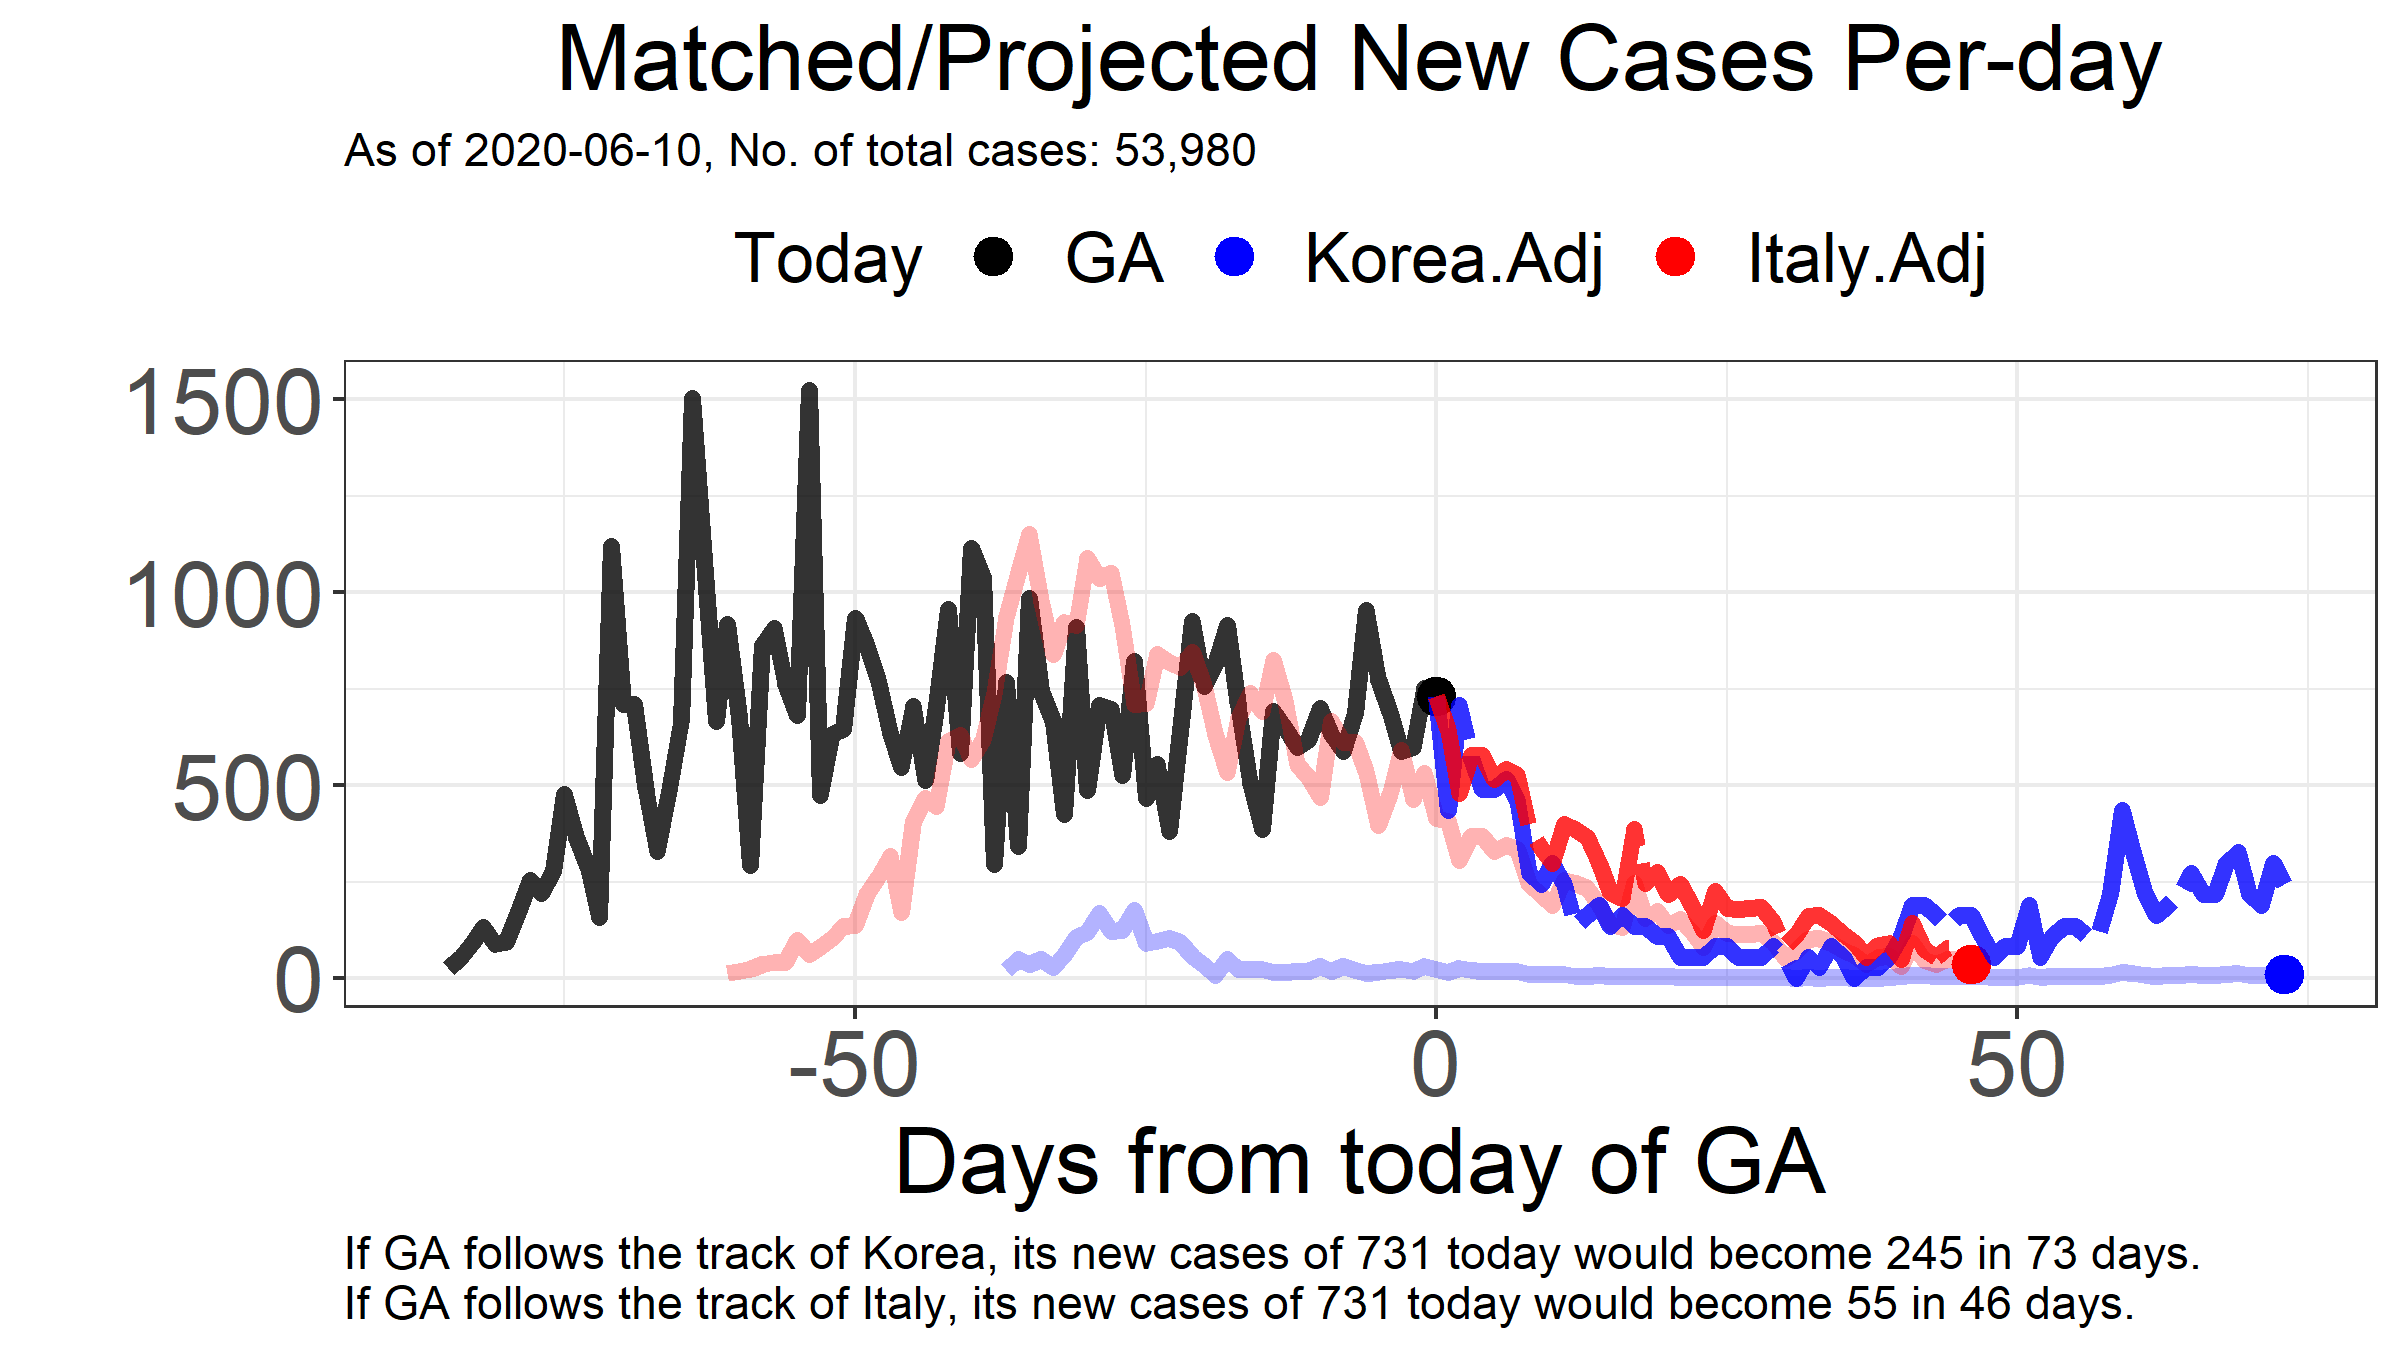 Matched/Projected New Cases Per-day
As of 2020-06-10, No. of total cases: 53,980
Today GA Korea.Adj Italy.Adj
1500
1000
500
0
-50 0 50
Days from today of GA
If GA follows the track of Korea, its new cases of 731 today would become 245 in 73 days.
If GA follows the track of Italy, its new cases of 731 today would become 55 in 46 days.